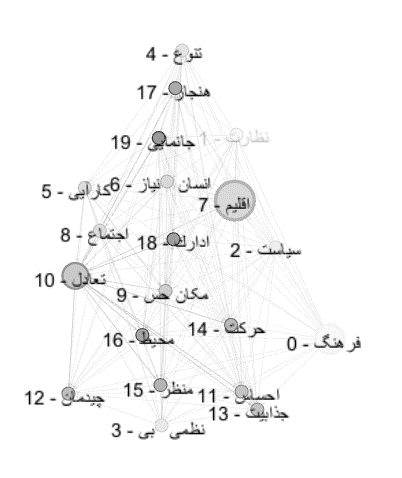 4 - تنوع
17 - هنجار
19 - جانمایی
1 - نظارت
5 - کارایی
6 - نیاز انسان
7 - اقلیم
8 - اجتماع
18 - ادراک
2 - سیاست
10 - تعادل
9 - مکان حس
14 - حرکت
16 - محیط
0 - فرهنگ
12 - چیدمان
15 - منظر
11 - احساس
13 - جذابیت
3 - بی نظمی